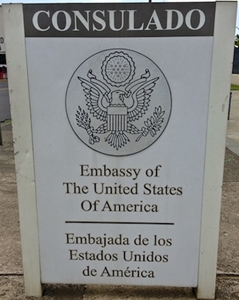 CONSULADO
Embassy of
The United States
Of America
Embajada de los
Estados Unidos
de América